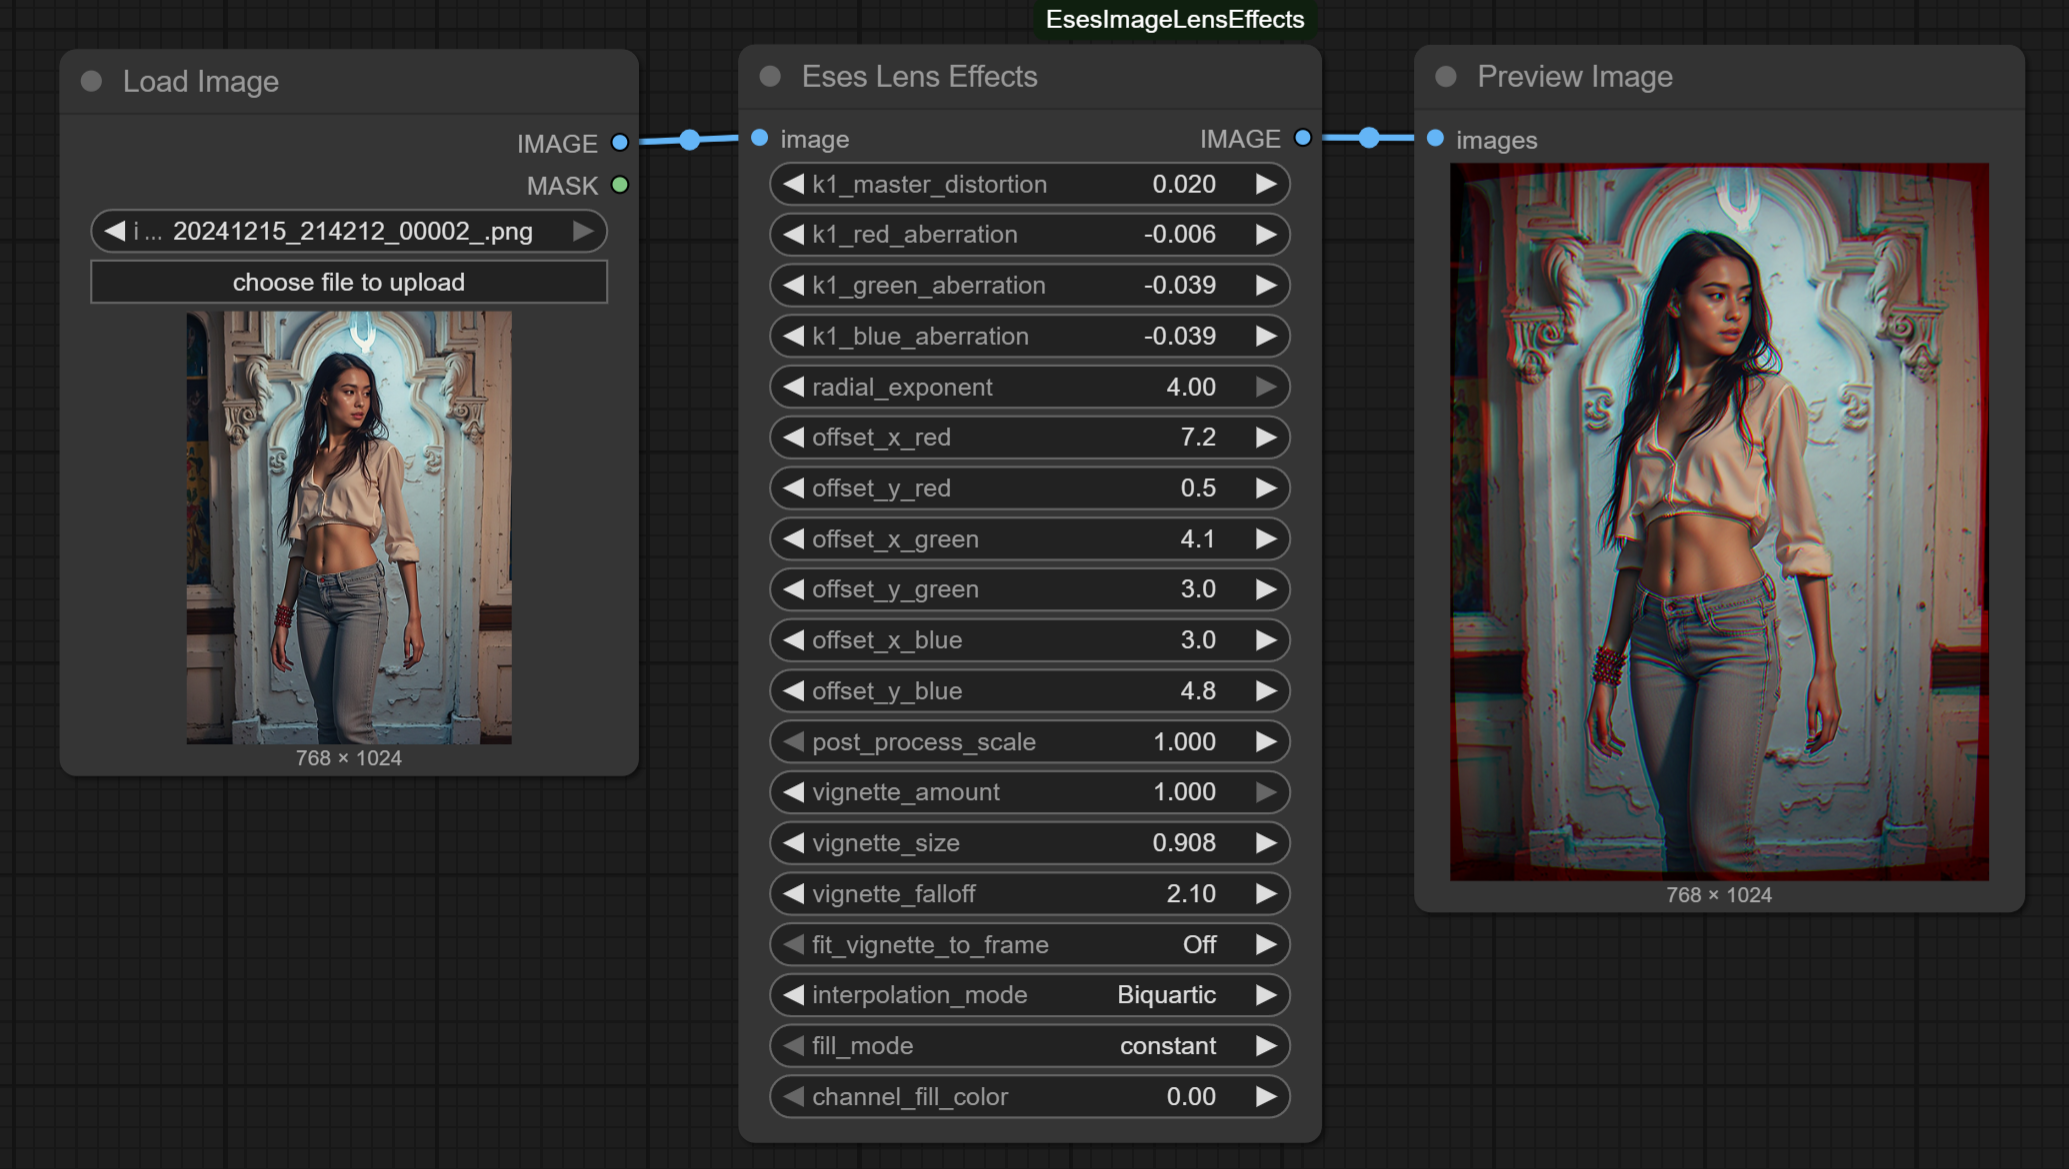 EsesImageLensEffects
Load Image
IMAGE
MASK
i ... 20241215_214212_00002_.png
choose file to upload
768 × 1024
Eses Lens Effects
image IMAGE
k1_master_distortion 0.020
k1_red_aberration -0.006
k1_green_aberration -0.039
k1_blue_aberration -0.039
radial_exponent 4.00
offset_x_red 7.2
offset_y_red 0.5
offset_x_green 4.1
offset_y_green 3.0
offset_x_blue 3.0
offset_y_blue 4.8
post_process_scale 1.000
vignette_amount 1.000
vignette_size 0.908
vignette_falloff 2.10
fit_vignette_to_frame Off
interpolation_mode Biquartic
fill_mode constant
channel_fill_color 0.00
Preview Image
images
768 × 1024